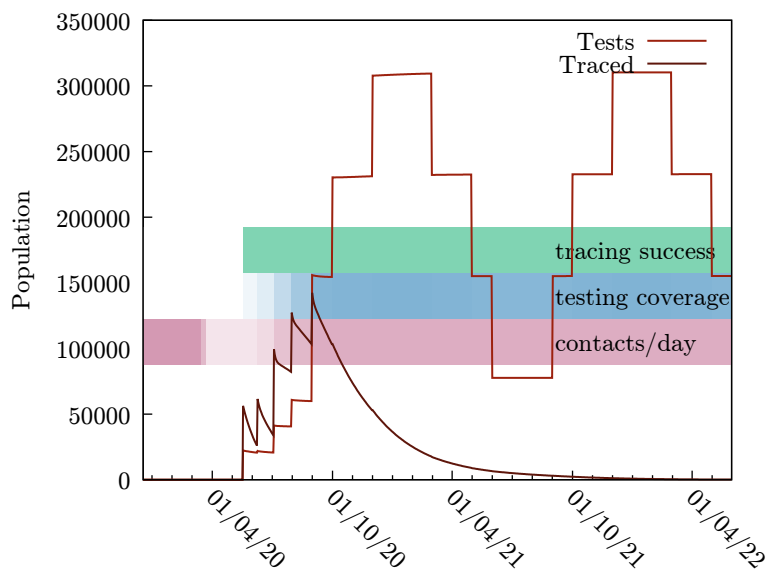 350000
300000
250000
200000
150000
100000
50000
0
Population
Tests
Traced
tracing success
testing coverage
contacts/day
01/04/20
01/10/20
01/04/21
01/10/21
01/04/22